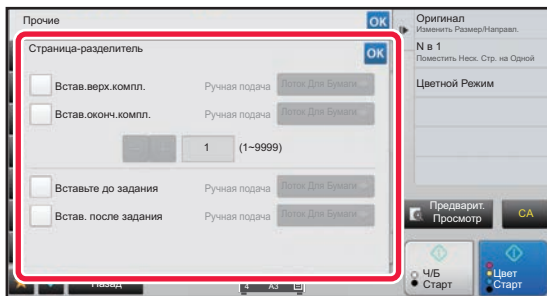 Прочие
OK
Страница-разделитель
OK
Встав.верх.компл.
Ручная подача
Лоток Для Бумаги
Встав.оконч.компл.
Ручная подача
Лоток Для Бумаги
1
(1~9999)
Вставьте до задания
Ручная подача
Лоток Для Бумаги
Встав. после задания
Ручная подача
Лоток Для Бумаги
Назад
4 A3
Оригинал
Изменить Размер/Направл.
N в 1
Поместить Неск. Стр. на Одной
Цветной Режим
Предварит.
Просмотр
CA
Ч/Б
Старт
Цвет
Старт